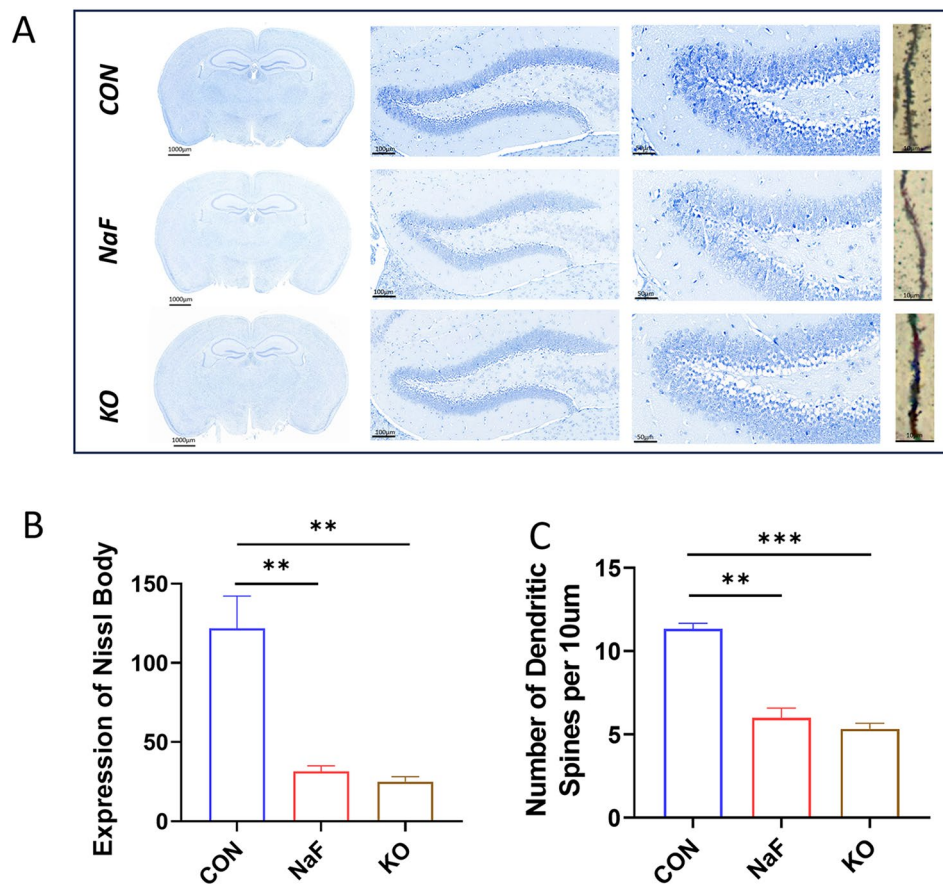 A
CON
1000μm
100μm
50μm
10μm
NaF
1000μm
100μm
50μm
10μm
KO
1000μm
100μm
50μm
10μm
B
Expression of Nissl Body
150
100
50
0
**
**
CON
NaF
KO
C
Number of Dendritic
Spines per 10um
15
10
5
0
***
**
CON
NaF
KO